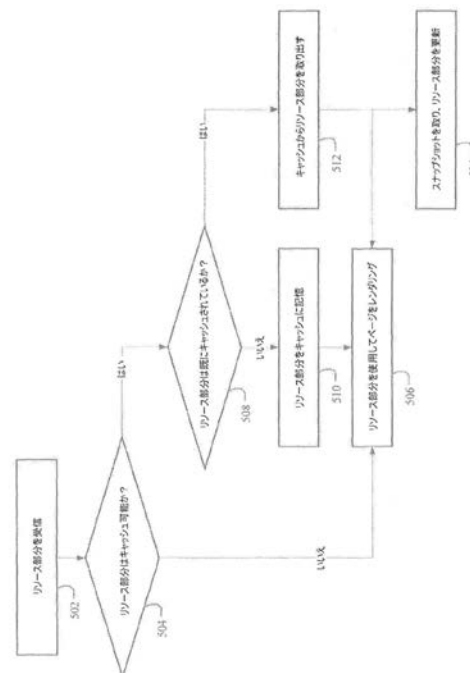 リソース部分を受信
502
リソース部分はキャッシュ可能か?
504
はい
いいえ
リソース部分は既にキャッシュされているか?
508
はい
いいえ
リソース部分をキャッシュに記憶
510
キャッシュからリソース部分を取り出す
512
リソース部分を使用してページをレンダリング
506
スナップショットを取り、リソース部分を更新